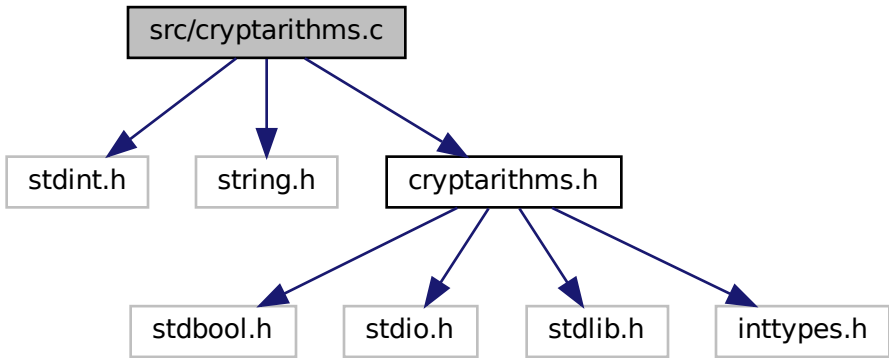 src/cryptarithms.c
stdint.h
string.h
cryptarithms.h
stdbool.h
stdio.h
stdlib.h
inttypes.h